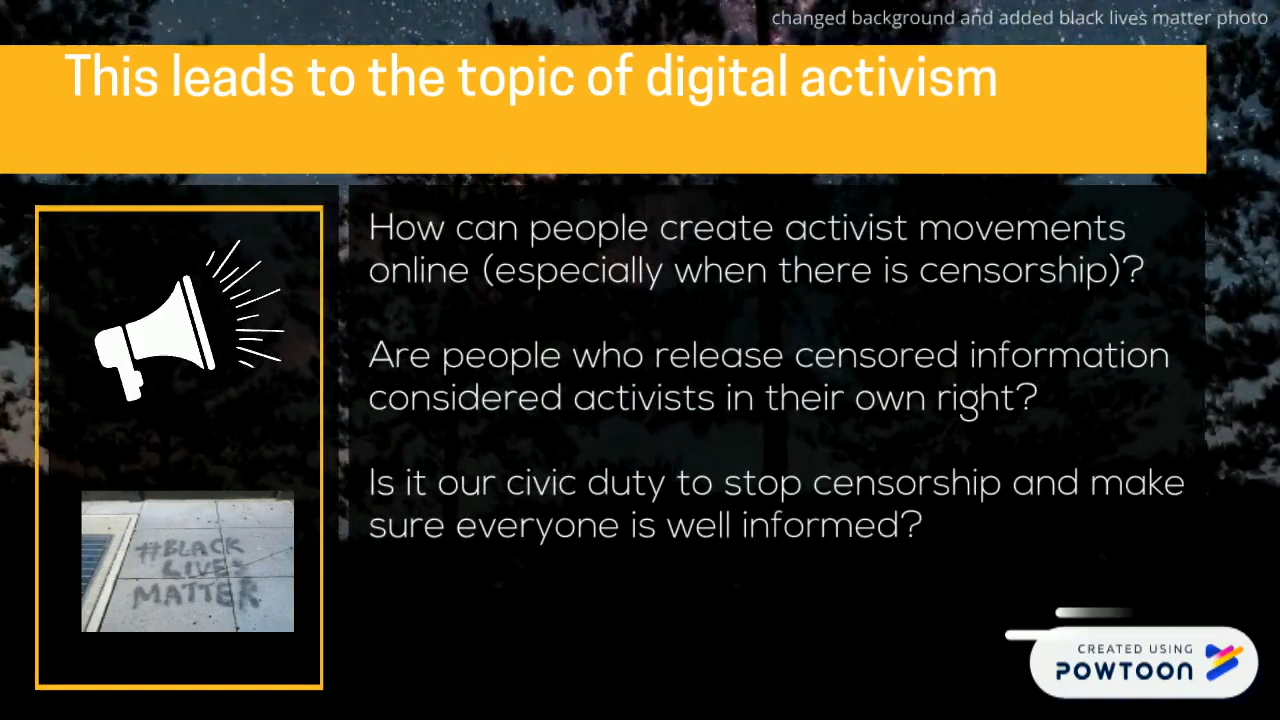 changed background and added black lives matter photo
This leads to the topic of digital activism
How can people create activist movements
online (especially when there is censorship)?
Are people who release censored information
considered activists in their own right?
Is it our civic duty to stop censorship and make
sure everyone is well informed?
#BLACK
LIVES
MATTER
CREATED USING
POWTOON